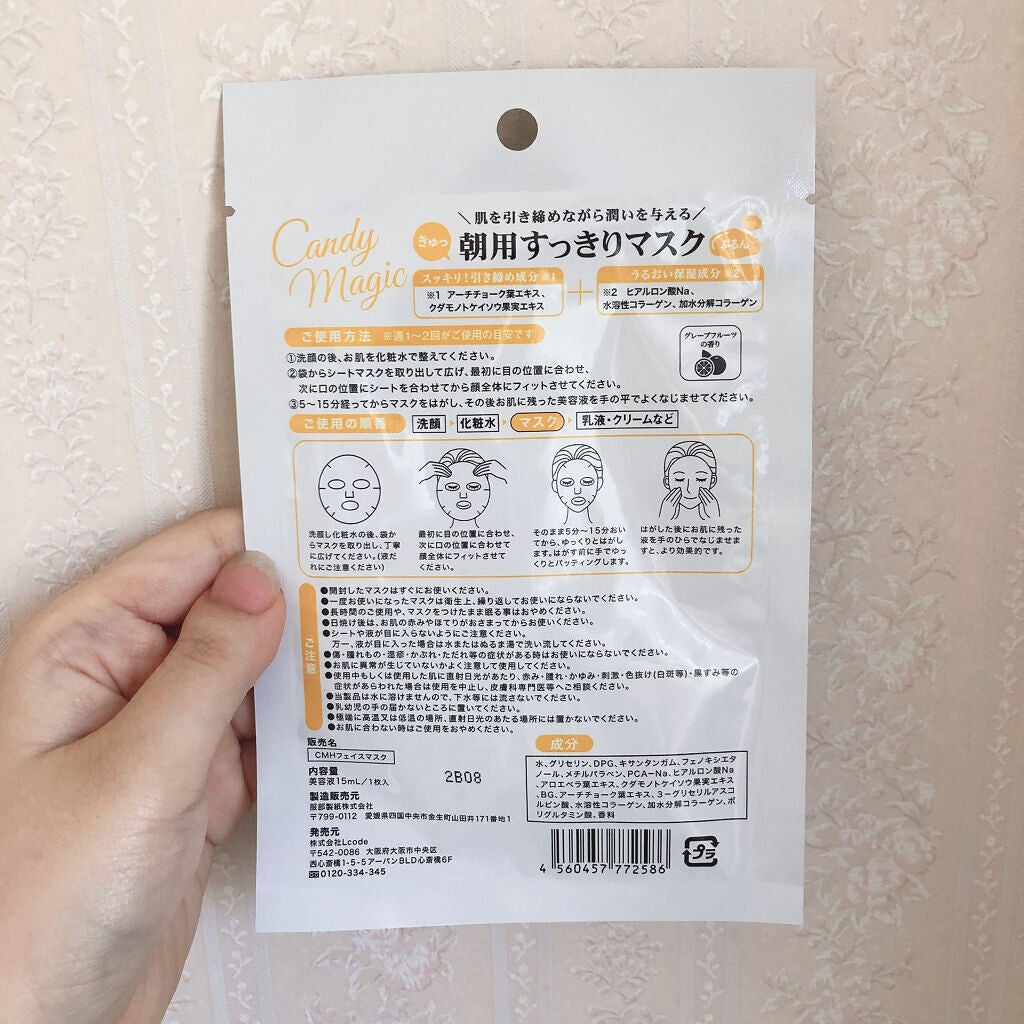 Candy
Magic
＼肌を引き締めながら潤いを与える／
きゅっ 朝用すっきりマスク ぷるん
スッキリ!引き締め成分 ※1
※1 アーチチョーク葉エキス、
クダモノトケイソウ果実エキス
＋
うるおい保湿成分 ※2
※2 ヒアルロン酸Na、
水溶性コラーゲン、加水分解コラーゲン
ご使用方法 ※週1〜2回がご使用の目安です
グレープフルーツ
の香り
①洗顔の後、お肌を化粧水で整えてください。
②袋からシートマスクを取り出して広げ、最初に目の位置に合わせ、
次に口の位置にシートを合わせてから顔全体にフィットさせてください。
③5〜15分経ってからマスクをはがし、その後お肌に残った美容液を手の平でよくなじませてください。
ご使用の順番 洗顔 化粧水 マスク 乳液・クリームなど
洗顔し化粧水の後、袋か
らマスクを取り出し、丁寧
に広げてください。(液だ
れにご注意ください)
最初に目の位置に合わせ、
次に口の位置に合わせて
顔全体にフィットさせて
ください。
そのまま5分〜15分おい
てから、ゆっくりとはがし
ます。はがす前に手でゆっ
くりとパッティングします。
はがした後にお肌に残った
液を手のひらでなじませま
すと、より効果的です。
ご注意
●開封したマスクはすぐにお使いください。
●一度お使いになったマスクは衛生上、繰り返してお使いにならないでください。
●長時間のご使用や、マスクをつけたまま眠る事はおやめください。
●日焼け後は、お肌の赤みやほてりがおさまってからお使いください。
●シートや液が目に入らないようにご注意ください。
万一、液が目に入った場合は水またはぬるま湯で洗い流してください。
●傷・腫れもの・湿疹・かぶれ・ただれ等の症状がある時はお使いにならないでください。
●お肌に異常が生じていないかよく注意して使用してください。
●使用中もしくは使用した肌に直射日光があたり、赤み・腫れ・かゆみ・刺激・色抜け(白斑等)・黒ずみ等の
症状があらわれた場合は使用を中止し、皮膚科専門医等へご相談ください。
●当製品は水に溶けませんので、下水等には流さないでください。
●乳幼児の手の届かないところに置いてください。
●極端に高温又は低温の場所、直射日光のあたる場所には置かないでください。
●お肌に合わない時はご使用をおやめください。
販売名
CMHフェイスマスク
内容量
美容液15mL/1枚入
2B08
製造販売元
服部製紙株式会社
〒799-0112 愛媛県四国中央市金生町山田井171番地1
発売元
株式会社Lcode
〒542-0086 大阪府大阪市中央区
西心斎橋1-5-5アーバンBLD心斎橋6F
0120-334-345
成分
水、グリセリン、DPG、キサンタンガム、フェノキシエタ
ノール、メチルパラベン、PCA-Na、ヒアルロン酸Na
、アロエベラ葉エキス、クダモノトケイソウ果実エキス
、BG、アーチチョーク葉エキス、3-グリセリルアスコ
ルビン酸、水溶性コラーゲン、加水分解コラーゲン、ポ
リグルタミン酸、香料
4 560457 772586
プラ